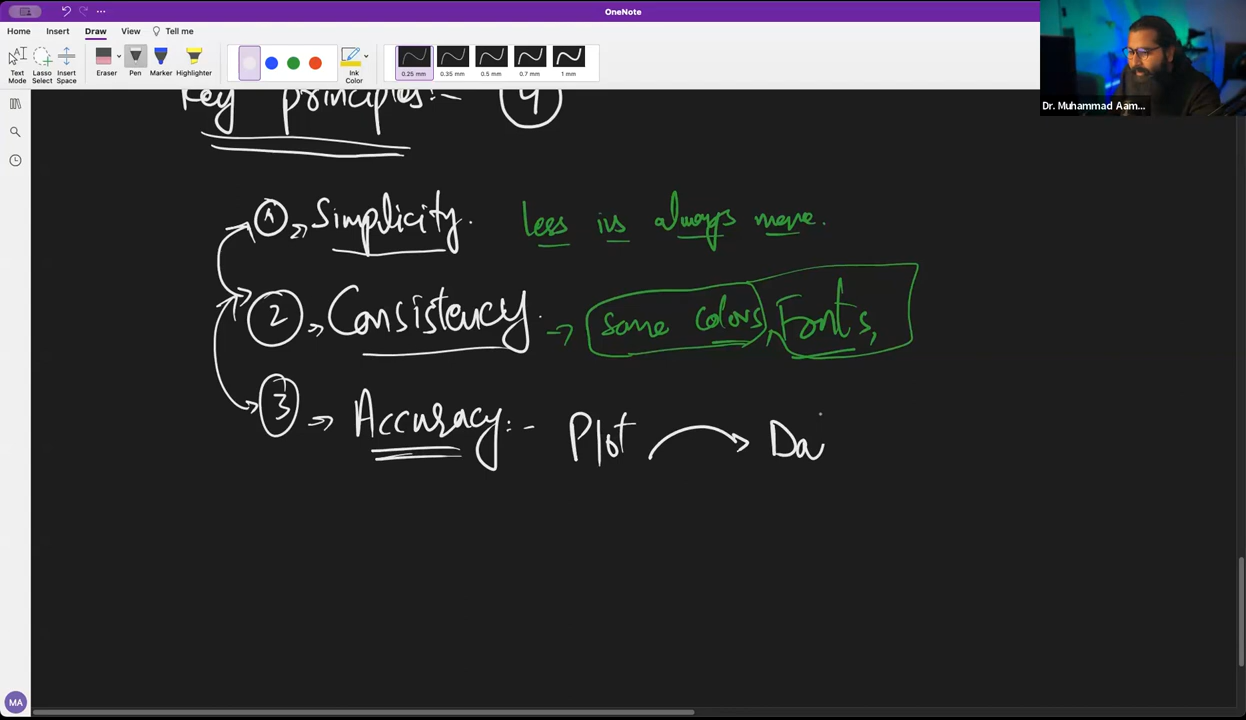 OneNote
Home Insert Draw View Tell me
Text Mode Lasso Select Insert Space Eraser Pen Marker Highlighter Ink Color 0.25 mm 0.35 mm 0.5 mm 0.7 mm 1 mm
Dr. Muhammad Aam...
Key principles:- 4
1 Simplicity. less is always more.
2 Consistency. → same colors, Fonts,
3 → Accuracy:- Plot → Da
MA